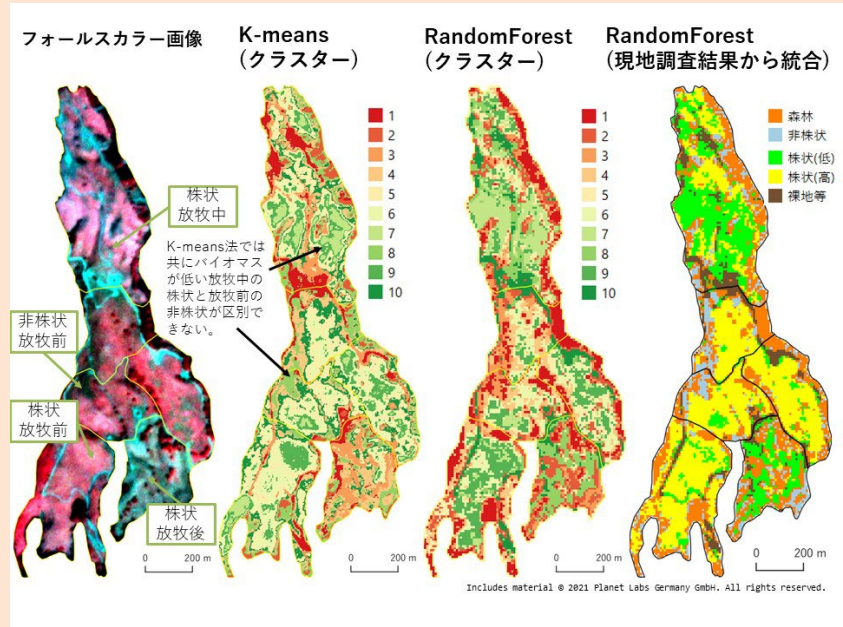 フォールスカラー画像
K-means
(クラスター)
RandomForest
(クラスター)
RandomForest
(現地調査結果から統合)
株状
放牧中
非株状
放牧前
株状
放牧前
株状
放牧後
0 200 m
K-means法では
共にバイオマス
が低い放牧中の
株状と放牧前の
非株状が区別で
きない。
1
2
3
4
5
6
7
8
9
10
0 200 m
1
2
3
4
5
6
7
8
9
10
0 200 m
森林
非株状
株状(低)
株状(高)
裸地等
0 200 m
Includes material © 2021 Planet Labs Germany GmbH. All rights reserved.